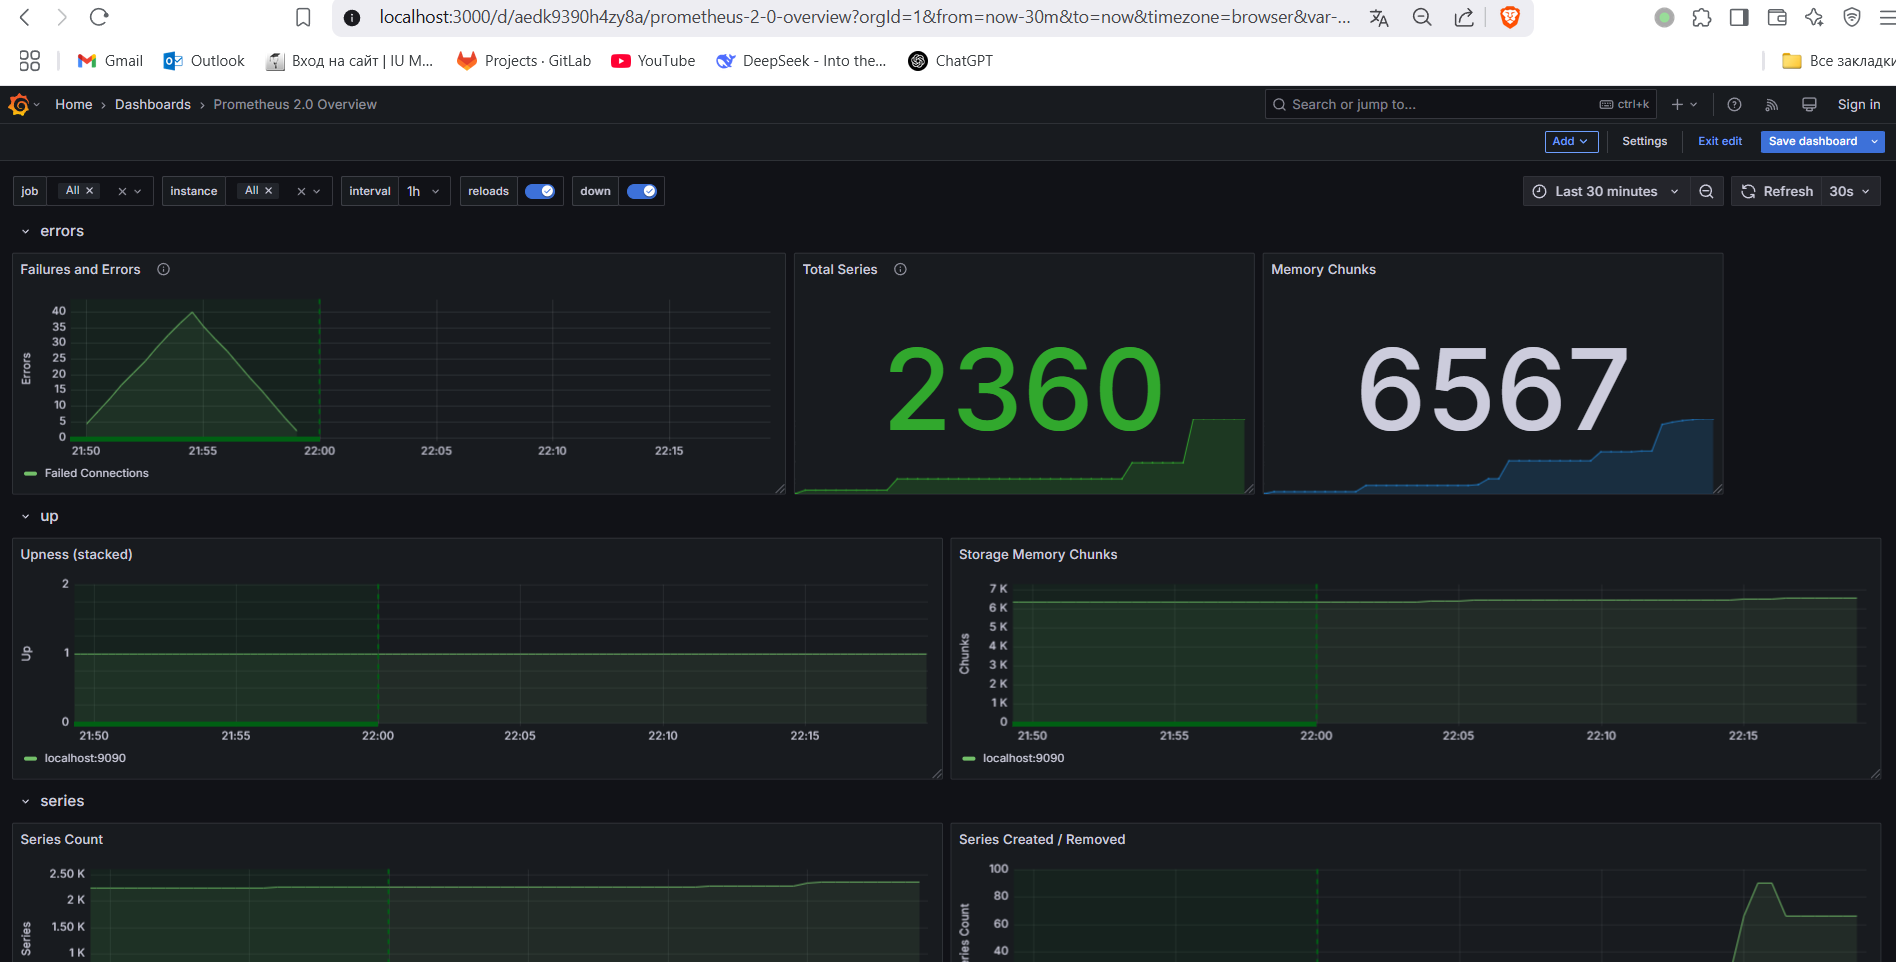 localhost:3000/d/aedk9390h4zy8a/prometheus-2-0-overview?orgId=1&from=now-30m&to=now&timezone=browser&var-...
Gmail Outlook Вход на сайт | IU M... Projects · GitLab YouTube DeepSeek - Into the... ChatGPT Все закладки
Home › Dashboards › Prometheus 2.0 Overview Search or jump to... ctrl+k Sign in
Add Settings Exit edit Save dashboard
job All instance All interval 1h reloads down Last 30 minutes Refresh 30s
errors
Failures and Errors
Errors
40
35
30
25
20
15
10
5
0
21:50 21:55 22:00 22:05 22:10 22:15
Failed Connections
Total Series
2360
Memory Chunks
6567
up
Upness (stacked)
Up
2
1
0
21:50 21:55 22:00 22:05 22:10 22:15
localhost:9090
Storage Memory Chunks
Chunks
7 K
6 K
5 K
4 K
3 K
2 K
1 K
0
21:50 21:55 22:00 22:05 22:10 22:15
localhost:9090
series
Series Count
Series
2.50 K
2 K
1.50 K
1 K
Series Created / Removed
Count
100
80
60
40